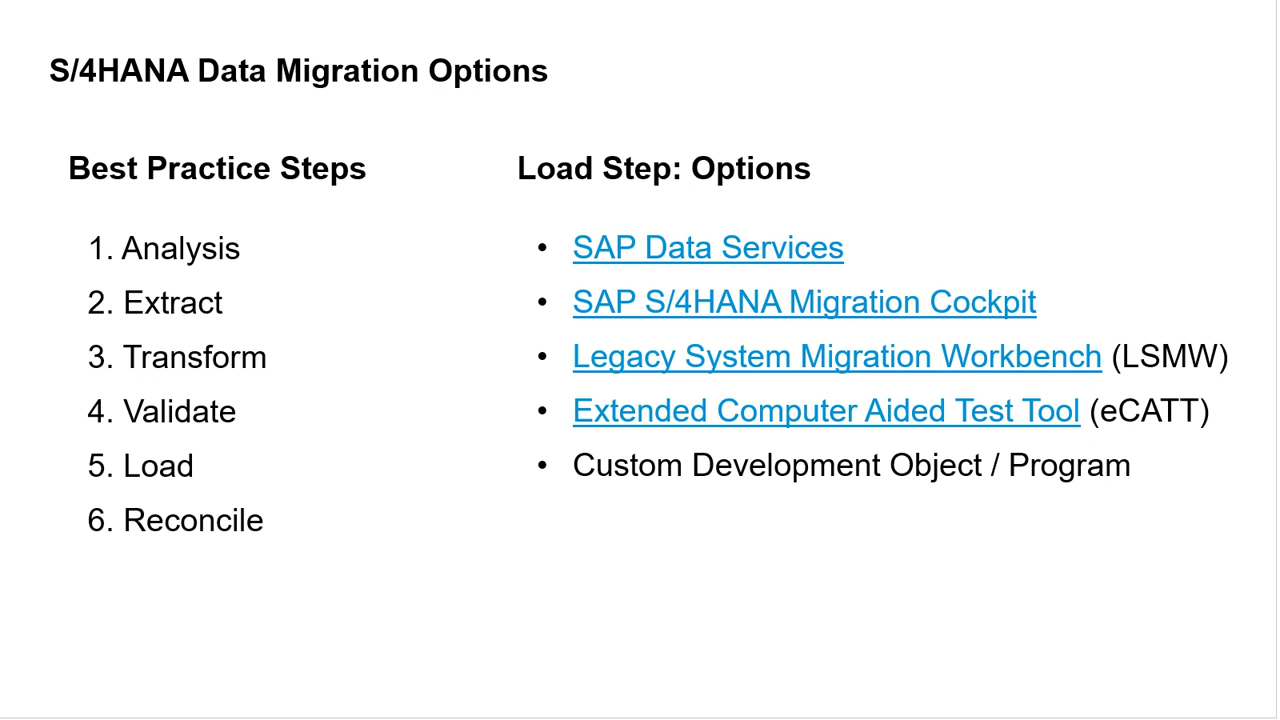 S/4HANA Data Migration Options
Best Practice Steps
1. Analysis
2. Extract
3. Transform
4. Validate
5. Load
6. Reconcile
Load Step: Options
• SAP Data Services
• SAP S/4HANA Migration Cockpit
• Legacy System Migration Workbench (LSMW)
• Extended Computer Aided Test Tool (eCATT)
• Custom Development Object / Program